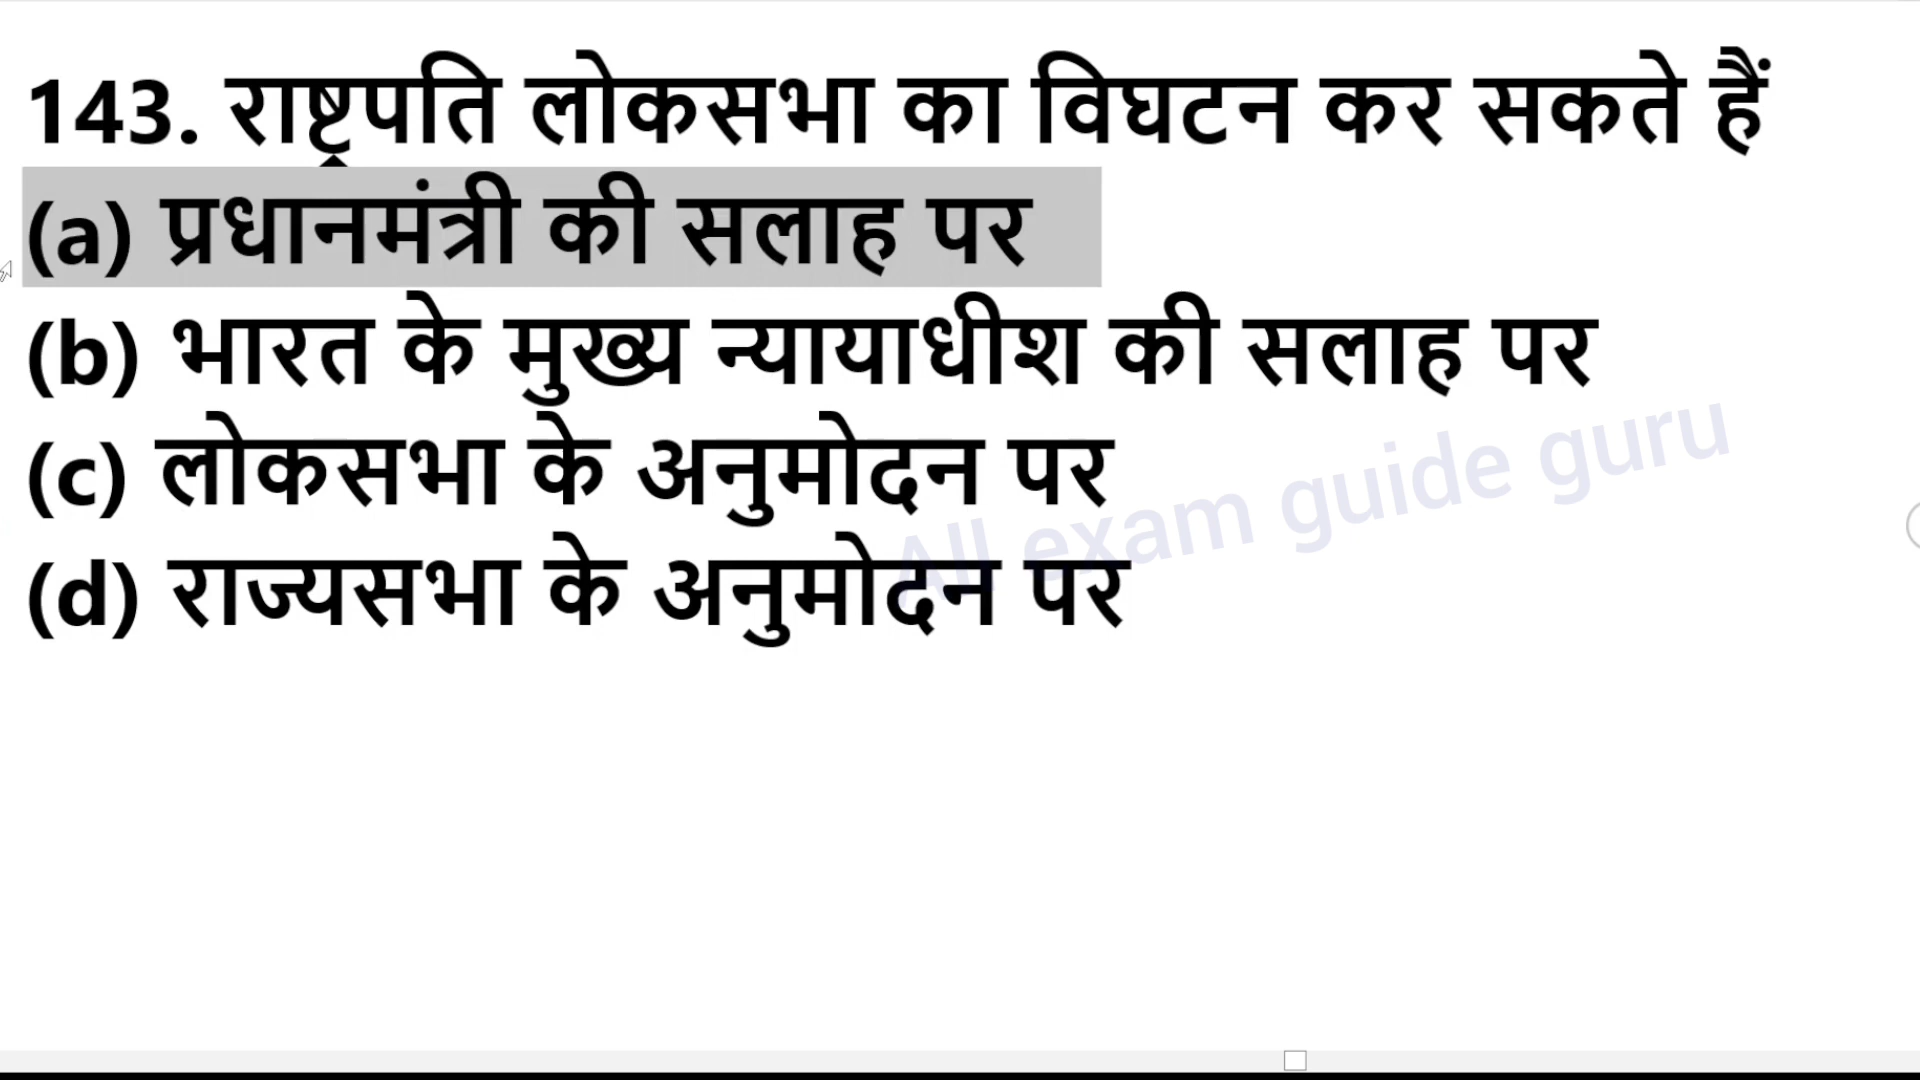 143. राष्ट्रपति लोकसभा का विघटन कर सकते हैं
(a) प्रधानमंत्री की सलाह पर
(b) भारत के मुख्य न्यायाधीश की सलाह पर
(c) लोकसभा के अनुमोदन पर
(d) राज्यसभा के अनुमोदन पर
All exam guide guru